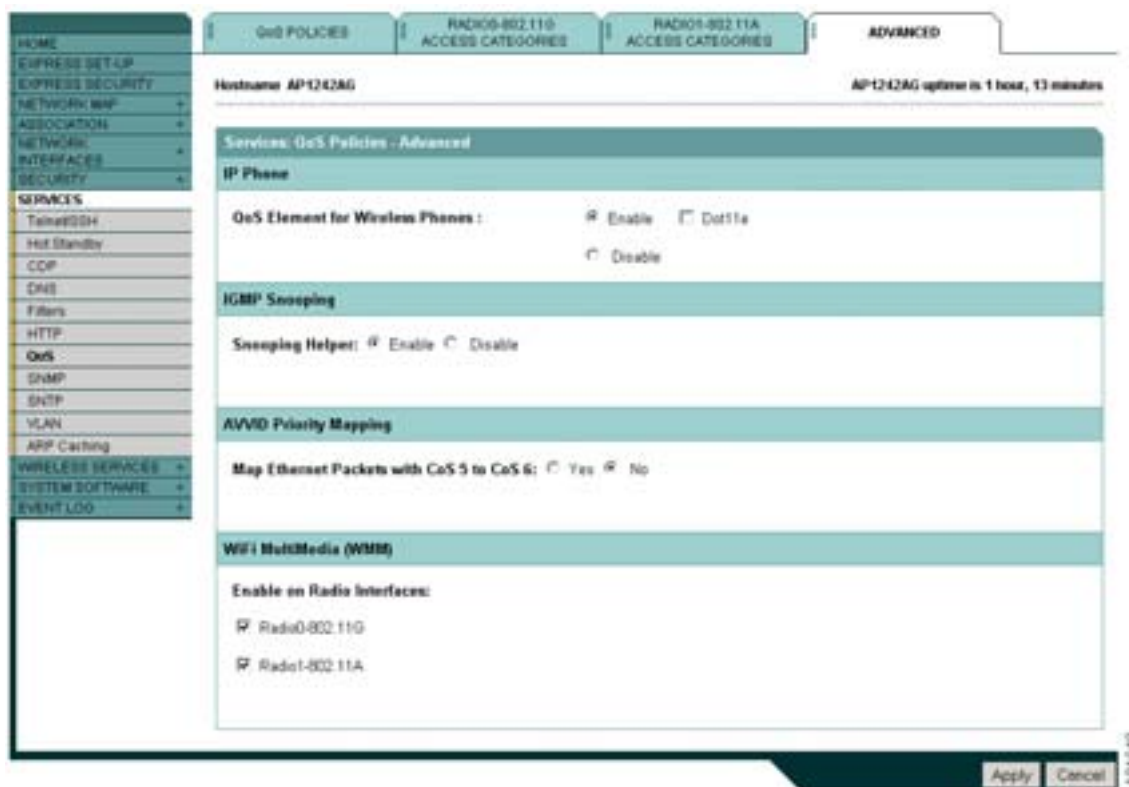 HOME
EXPRESS SET-UP
EXPRESS SECURITY
NETWORK MAP +
ASSOCIATION +
NETWORK
INTERFACES +
SECURITY +
SERVICES
Telnet/SSH
Hot Standby
CDP
DNS
Filters
HTTP
QoS
SNMP
SNTP
VLAN
ARP Caching
WIRELESS SERVICES +
SYSTEM SOFTWARE +
EVENT LOG +
QoS POLICIES
RADIO0-802.11G
ACCESS CATEGORIES
RADIO1-802.11A
ACCESS CATEGORIES
ADVANCED
Hostname AP1242AG
AP1242AG uptime is 1 hour, 13 minutes
Services: QoS Policies - Advanced
IP Phone
QoS Element for Wireless Phones : Enable Dot11e
Disable
IGMP Snooping
Snooping Helper: Enable Disable
AVVID Priority Mapping
Map Ethernet Packets with CoS 5 to CoS 6: Yes No
WiFi MultiMedia (WMM)
Enable on Radio Interfaces:
Radio0-802.11G
Radio1-802.11A
Apply Cancel